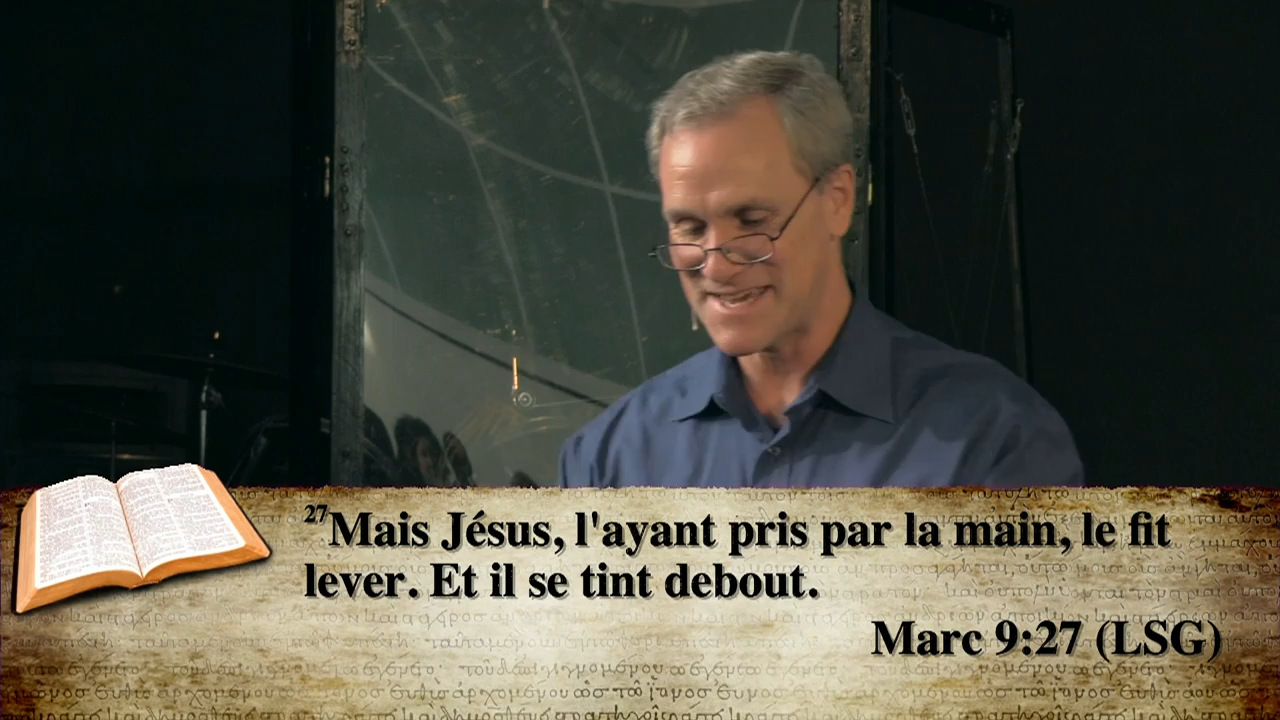 ²⁷Mais Jésus, l'ayant pris par la main, le fit
lever. Et il se tint debout.
Marc 9:27 (LSG)